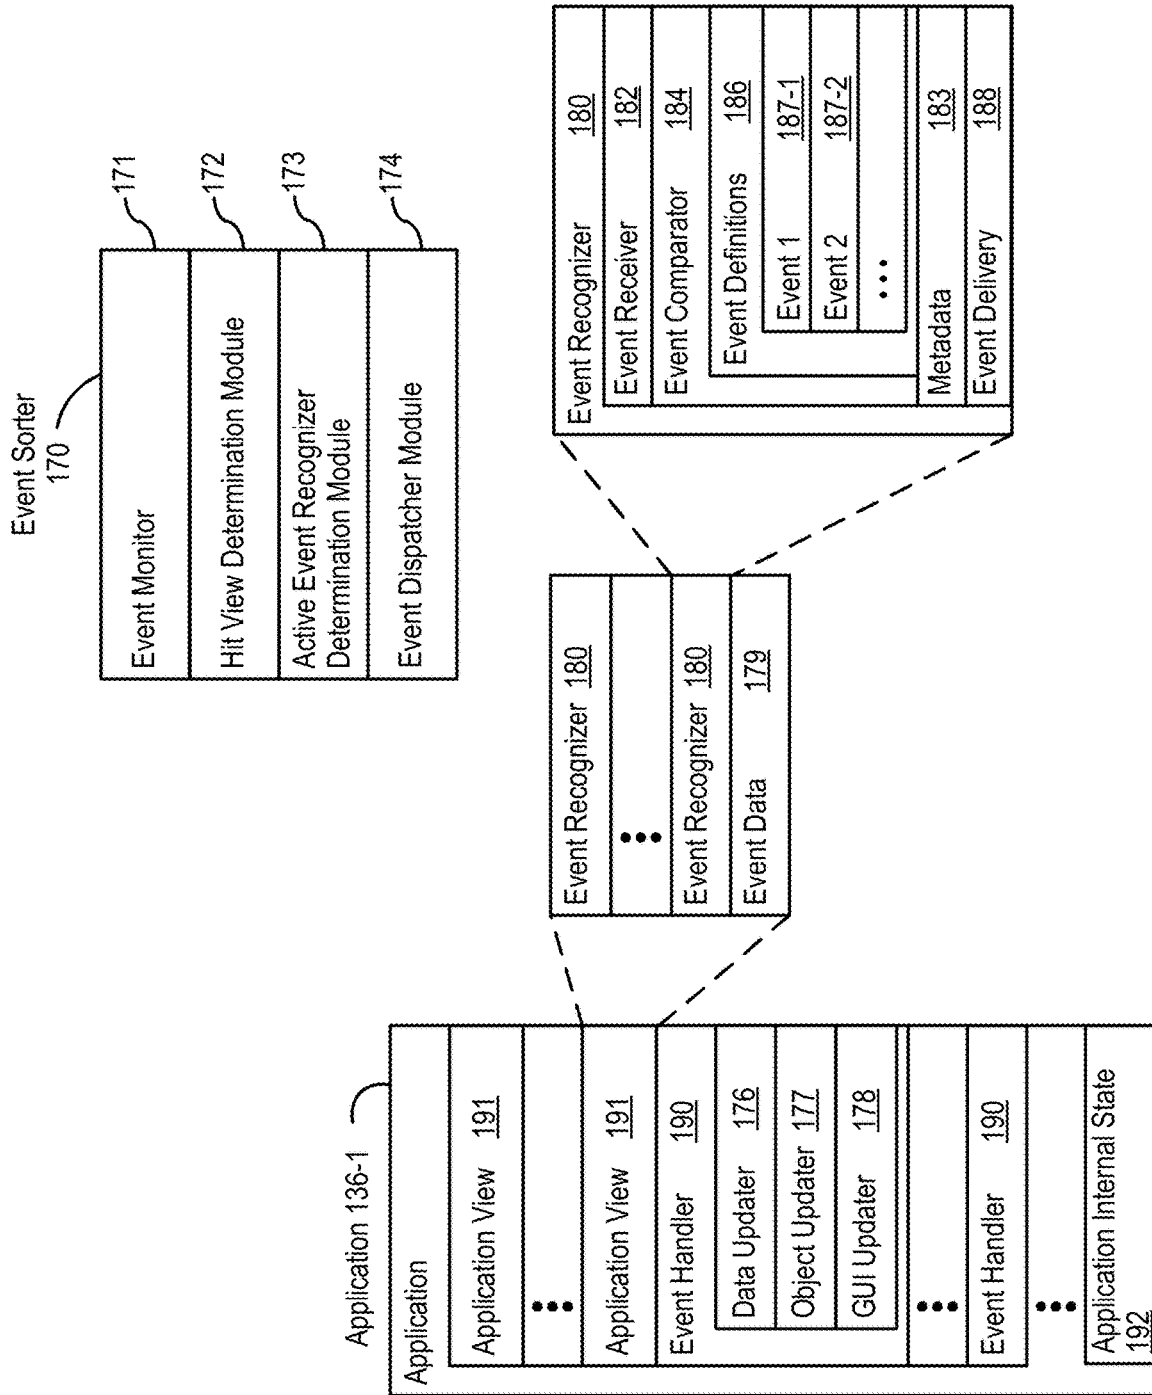 Event Sorter
170
Event Monitor
171
Hit View Determination Module
172
Active Event Recognizer
Determination Module
173
Event Dispatcher Module
174
Application 136-1
Application
Application View 191
•••
Application View 191
Event Handler 190
Data Updater 176
Object Updater 177
GUI Updater 178
•••
Event Handler 190
•••
Application Internal State
192
Event Recognizer 180
•••
Event Recognizer 180
Event Data 179
Event Recognizer 180
Event Receiver 182
Event Comparator 184
Event Definitions 186
Event 1 187-1
Event 2 187-2
•••
Metadata 183
Event Delivery 188